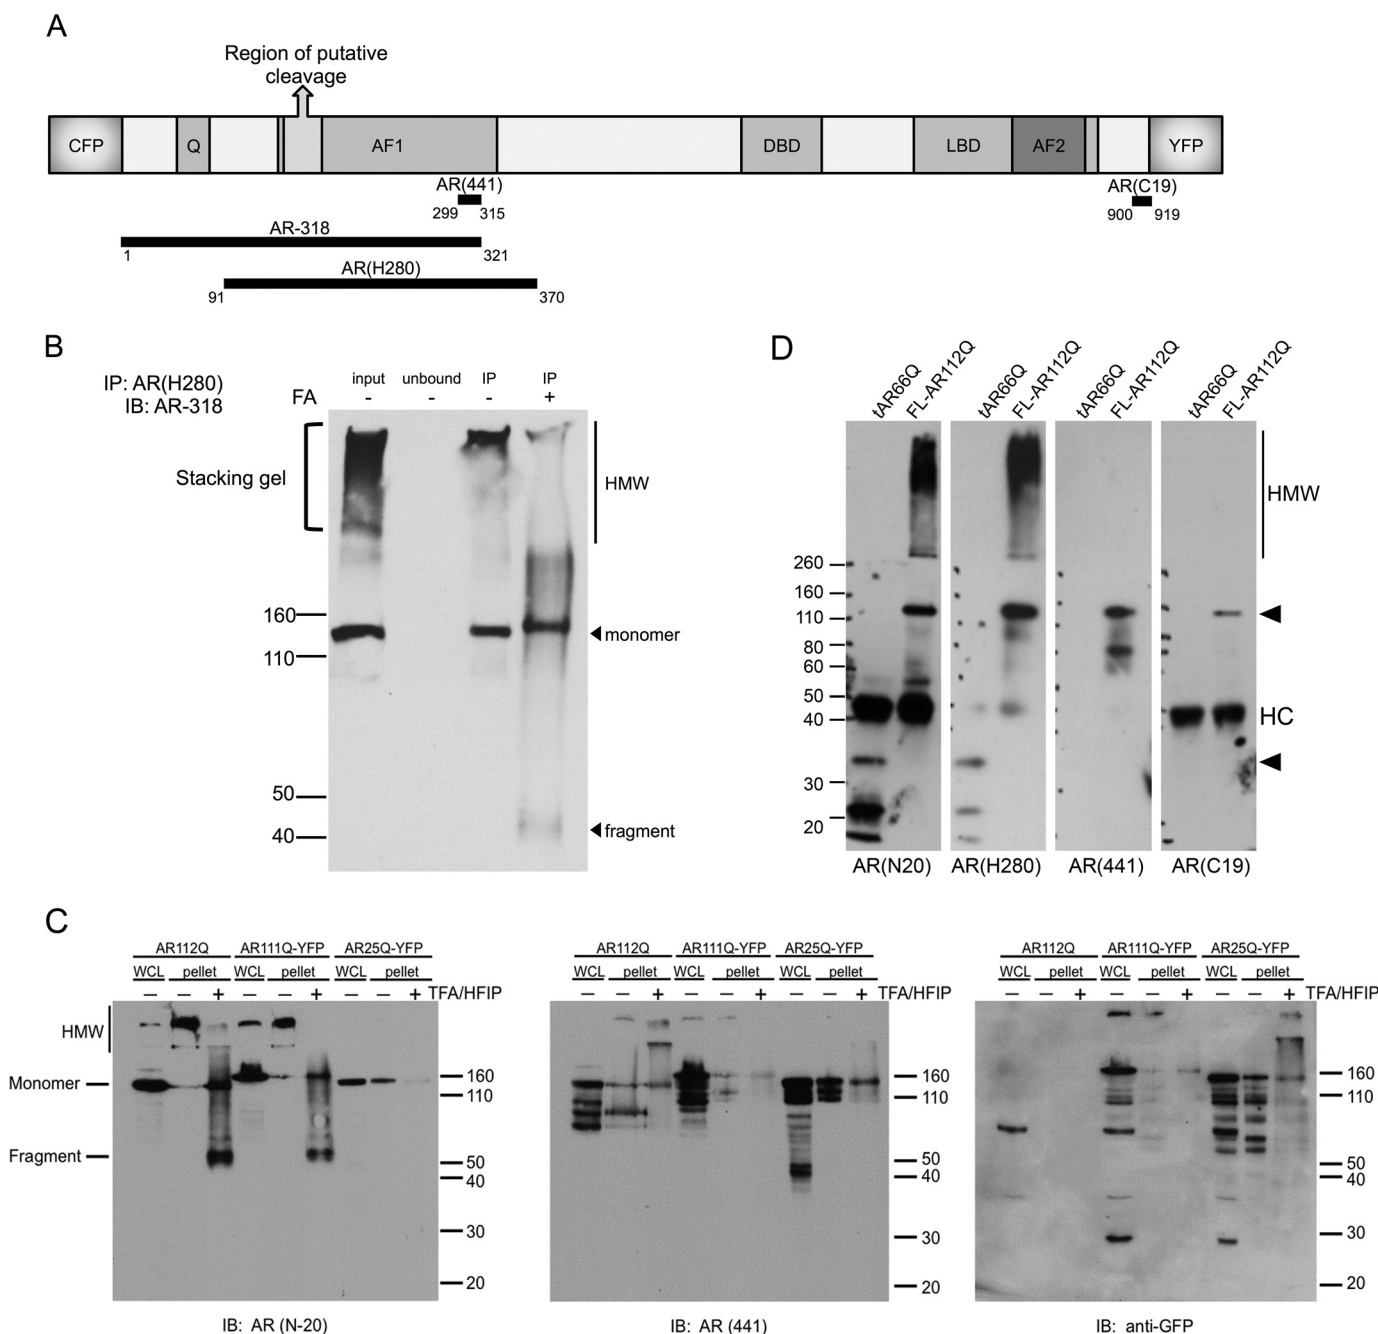 A
Region of putative
cleavage
CFP Q AF1 DBD LBD AF2 YFP
AR(441)
299 315
AR(C19)
900 919
AR-318
1 321
AR(H280)
91 370
B
IP: AR(H280)
IB: AR-318
input unbound IP IP
FA - - - +
Stacking gel
HMW
160
monomer
110
50
40
fragment
D
tAR66Q FL-AR112Q tAR66Q FL-AR112Q tAR66Q FL-AR112Q tAR66Q FL-AR112Q
HMW
260
160
110
80
60
50
40
HC
30
20
AR(N20) AR(H280) AR(441) AR(C19)
C
AR112Q AR111Q-YFP AR25Q-YFP
WCL pellet WCL pellet WCL pellet
– – + – – + – – + TFA/HFIP
HMW
Monomer
Fragment
160
110
50
40
30
20
IB: AR (N-20)
AR112Q AR111Q-YFP AR25Q-YFP
WCL pellet WCL pellet WCL pellet
– – + – – + – – + TFA/HFIP
160
110
50
40
30
20
IB: AR (441)
AR112Q AR111Q-YFP AR25Q-YFP
WCL pellet WCL pellet WCL pellet
– – + – – + – – + TFA/HFIP
160
110
50
40
30
20
IB: anti-GFP